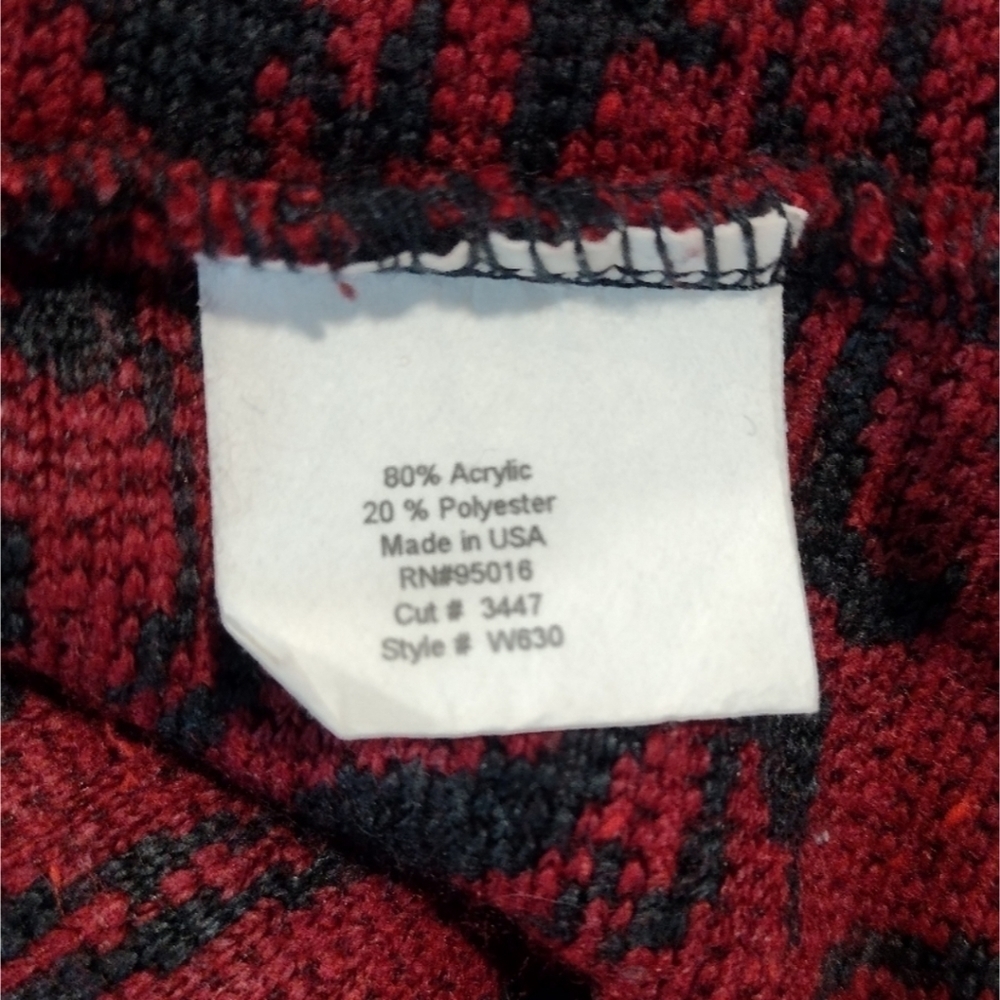 80% Acrylic
20 % Polyester
Made in USA
RN#95016
Cut # 3447
Style # W630